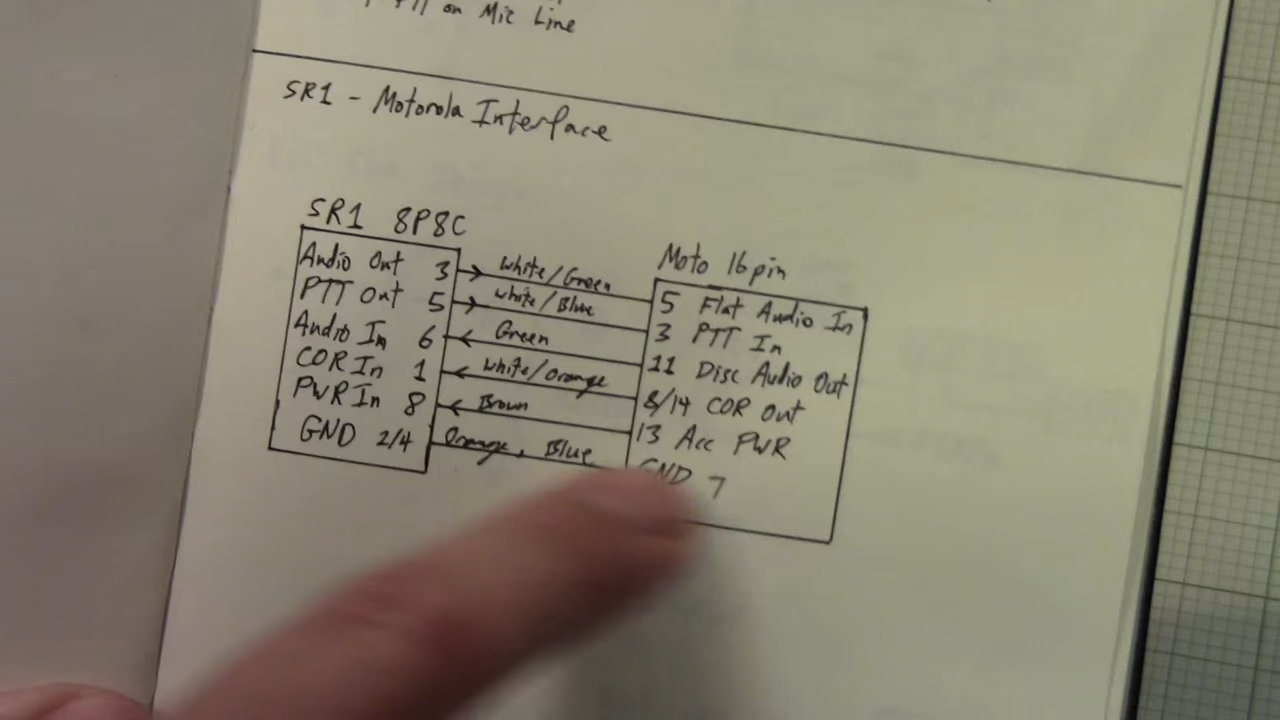 PTT on Mic Line
SR1 - Motorola Interface
SR1 8P8C
Moto 16pin
Audio Out 3 White/Green 5 Flat Audio In
PTT Out 5 White/Blue 3 PTT In
Audio In 6 Green 11 Disc Audio Out
COR In 1 White/Orange 8/14 COR Out
PWR In 8 Brown 13 Acc PWR
GND 2/4 Orange, Blue GND 7